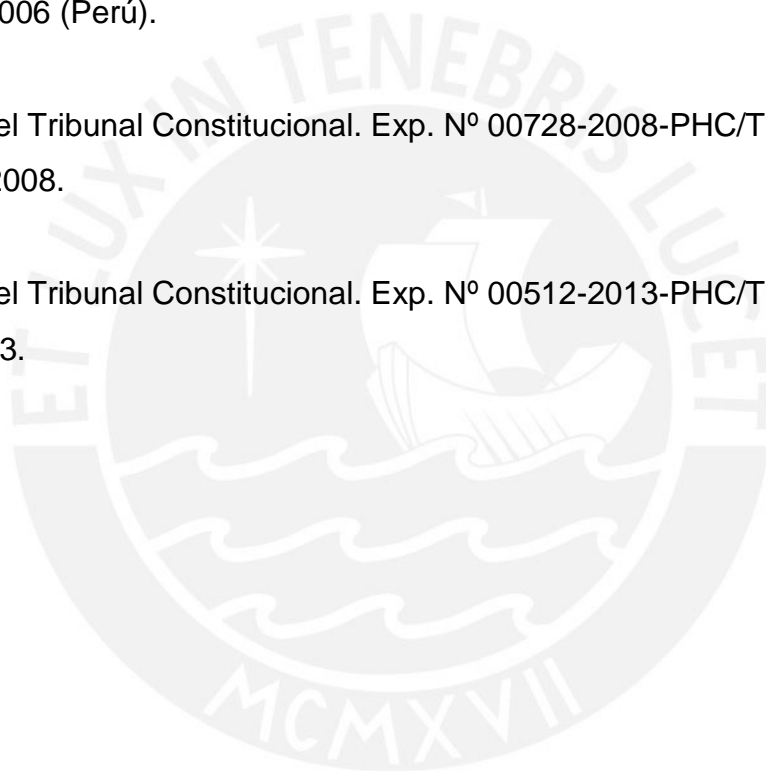 006 (Perú).
el Tribunal Constitucional. Exp. Nº 00728-2008-PHC/T
2008.
el Tribunal Constitucional. Exp. Nº 00512-2013-PHC/T
3.
ET LUX IN TENEBRIS LUCET
MCMXVII